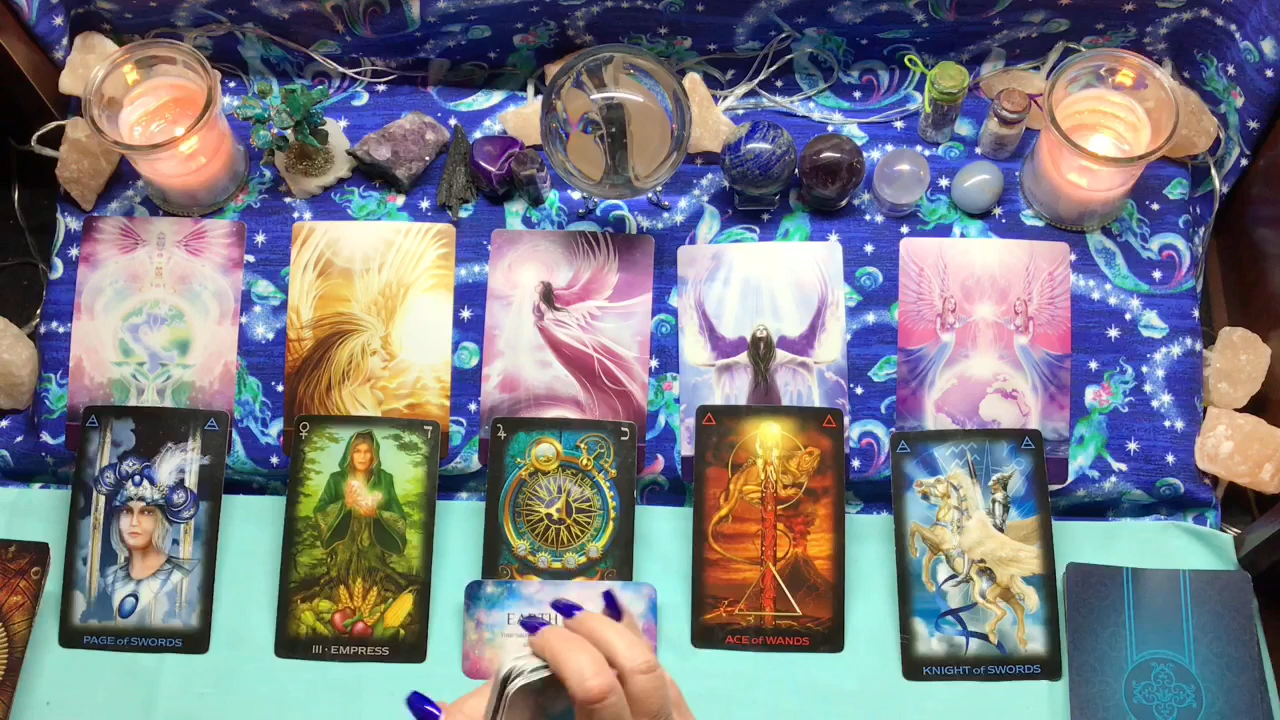 PAGE of SWORDS
III • EMPRESS
EARTH
ACE of WANDS
KNIGHT of SWORDS